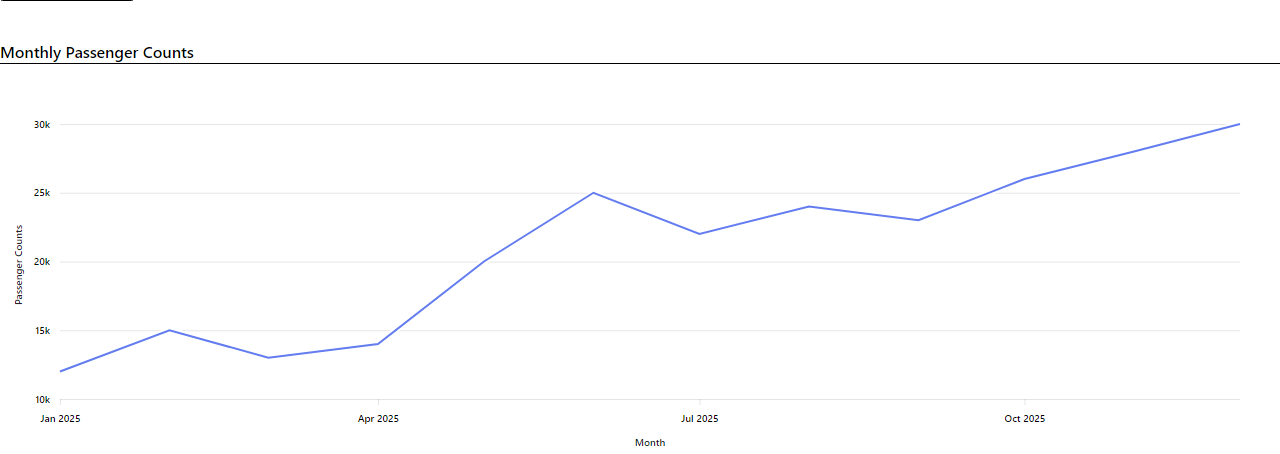 Monthly Passenger Counts
30k
25k
20k
15k
10k
Passenger Counts
Jan 2025 Apr 2025 Jul 2025 Oct 2025
Month